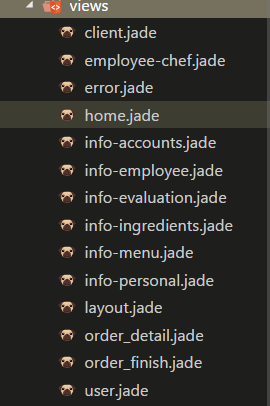 views
client.jade
employee-chef.jade
error.jade
home.jade
info-accounts.jade
info-employee.jade
info-evaluation.jade
info-ingredients.jade
info-menu.jade
info-personal.jade
layout.jade
order_detail.jade
order_finish.jade
user.jade